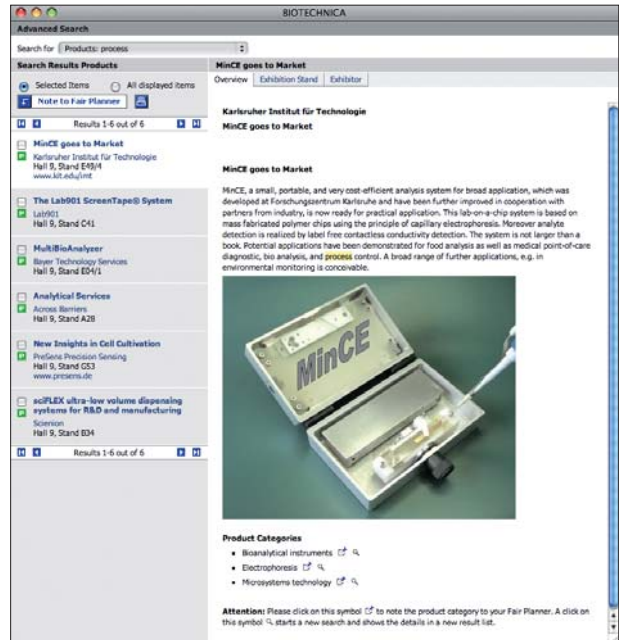 BIOTECHNICA
Advanced Search
Search for Products: process
Search Results Products
Selected Items All displayed items
Note to Fair Planner
Results 1-6 out of 6
MinCE goes to Market
Karlsruher Institut für Technologie
Hall 9, Stand E49/4
www.kit.edu/imt
The Lab901 ScreenTape® System
Lab901
Hall 9, Stand C41
MultiBioAnalyzer
Bayer Technology Services
Hall 9, Stand E04/1
Analytical Services
Across Barriers
Hall 9, Stand A28
New Insights in Cell Cultivation
PreSens Precision Sensing
Hall 9, Stand G53
www.presens.de
sciFLEX ultra-low volume dispensing
systems for R&D and manufacturing
Scienion
Hall 9, Stand B34
Results 1-6 out of 6
MinCE goes to Market
Overview Exhibition Stand Exhibitor
Karlsruher Institut für Technologie
MinCE goes to Market
MinCE goes to Market
MinCE, a small, portable, and very cost-efficient analysis system for broad application, which was
developed at Forschungszentrum Karlsruhe and have been further improved in cooperation with
partners from industry, is now ready for practical application. This lab-on-a-chip system is based on
mass fabricated polymer chips using the principle of capillary electrophoresis. Moreover analyte
detection is realized by label free contactless conductivity detection. The system is not larger than a
book. Potential applications have been demonstrated for food analysis as well as medical point-of-care
diagnostic, bio analysis, and process control. A broad range of further applications, e.g. in
environmental monitoring is conceivable.
MinCE
Product Categories
• Bioanalytical instruments
• Electrophoresis
• Microsystems technology
Attention: Please click on this symbol to note the product category to your Fair Planner. A click on
this symbol starts a new search and shows the details in a new result list.